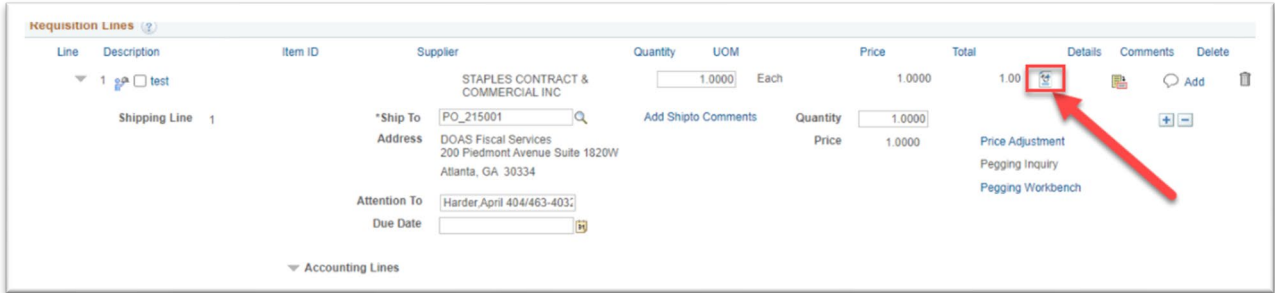 Requisition Lines
Line Description Item ID Supplier Quantity UOM Price Total Details Comments Delete
1 test STAPLES CONTRACT & COMMERCIAL INC 1.0000 Each 1.0000 1.00 Add
Shipping Line 1
*Ship To PO_215001 Add Shipto Comments Quantity 1.0000
Address DOAS Fiscal Services Price 1.0000 Price Adjustment
200 Piedmont Avenue Suite 1820W
Pegging Inquiry
Atlanta, GA 30334
Pegging Workbench
Attention To Harder,April 404/463-403
Due Date
Accounting Lines